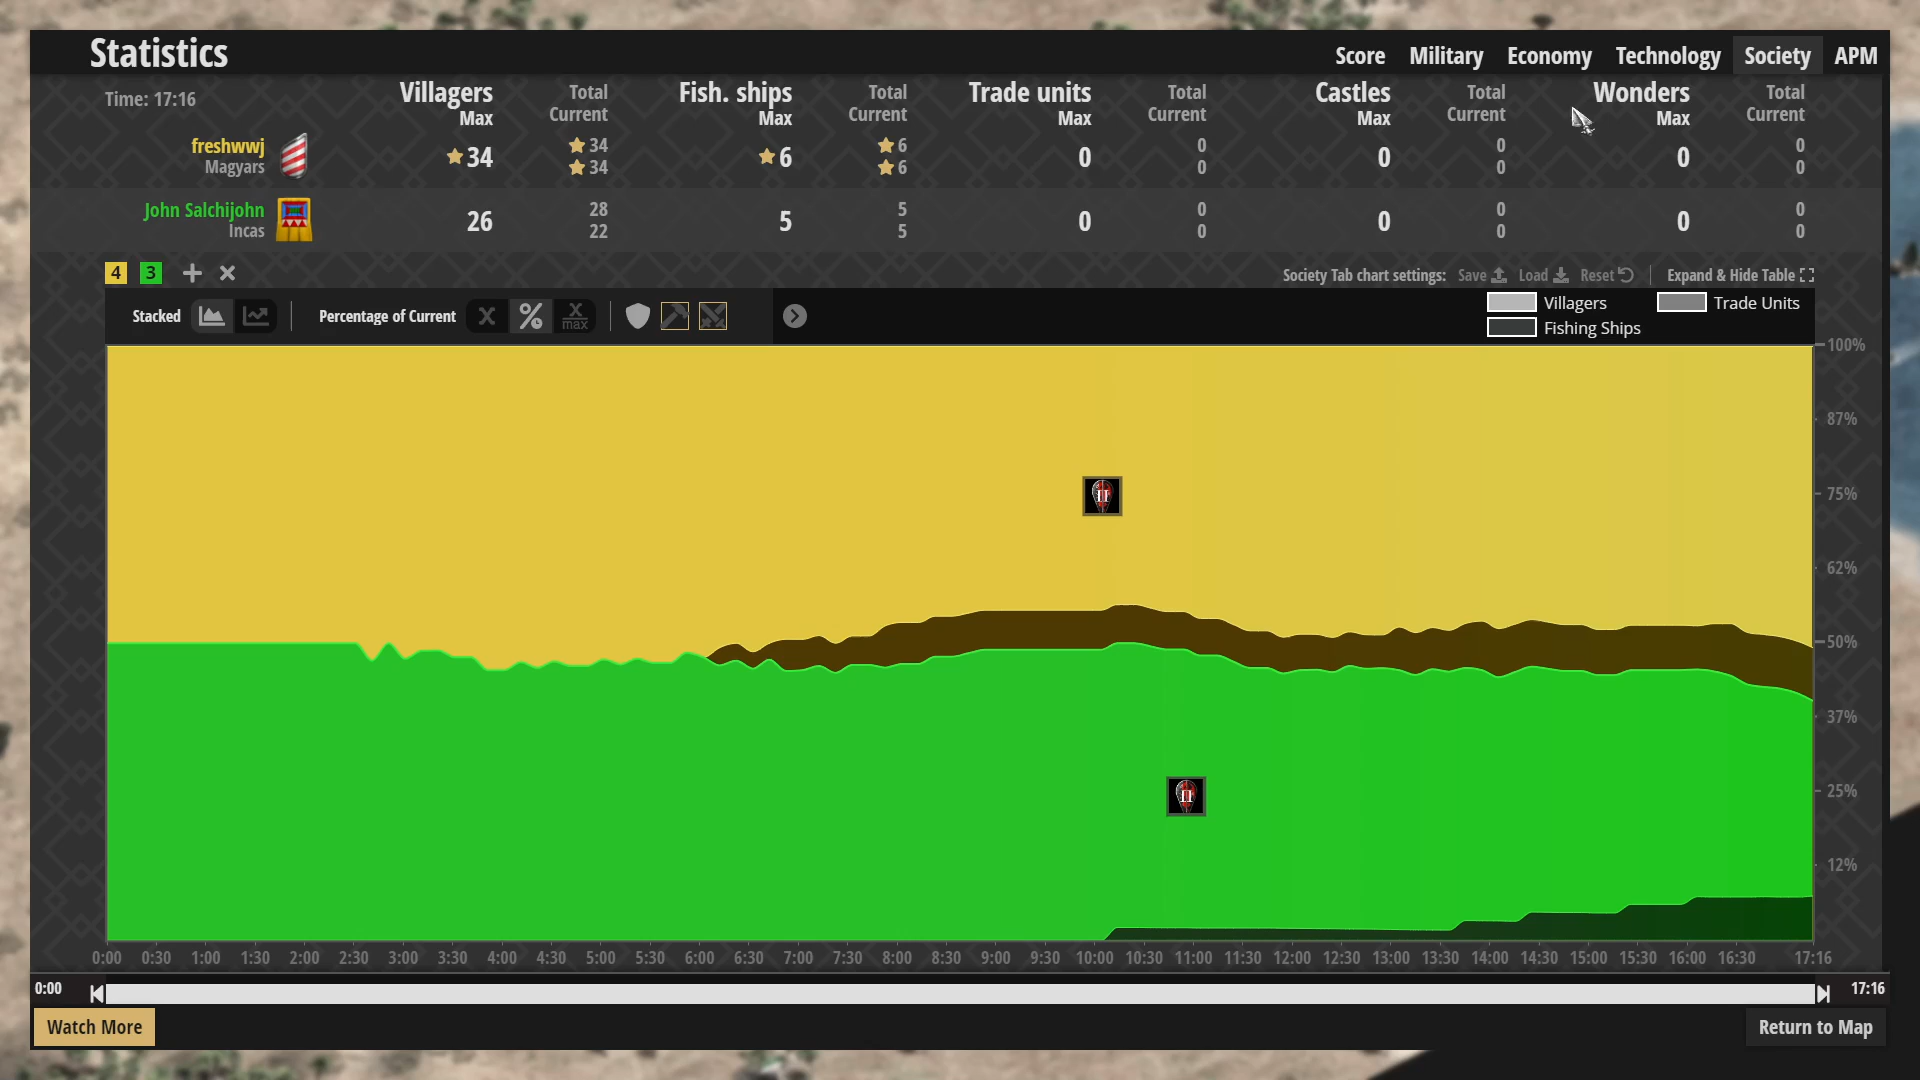 Statistics
Score Military Economy Technology Society APM
Time: 17:16
Villagers Total Fish. ships Total Trade units Total Castles Total Wonders Total
Max Current Max Current Max Current Max Current Max Current
freshwwj 34 34 6 6 0 0 0 0 0 0
Magyars 34 6 0 0 0
John Salchijohn 26 28 5 5 0 0 0 0 0 0
Incas 22 5 0 0 0
4 3 Society Tab chart settings: Save Load Reset Expand & Hide Table
Stacked Percentage of Current X % X max
Villagers Trade Units
Fishing Ships
100%
87%
II
75%
62%
50%
37%
II
25%
12%
0:00 0:30 1:00 1:30 2:00 2:30 3:00 3:30 4:00 4:30 5:00 5:30 6:00 6:30 7:00 7:30 8:00 8:30 9:00 9:30 10:00 10:30 11:00 11:30 12:00 12:30 13:00 13:30 14:00 14:30 15:00 15:30 16:00 16:30 17:16
0:00 17:16
Watch More Return to Map